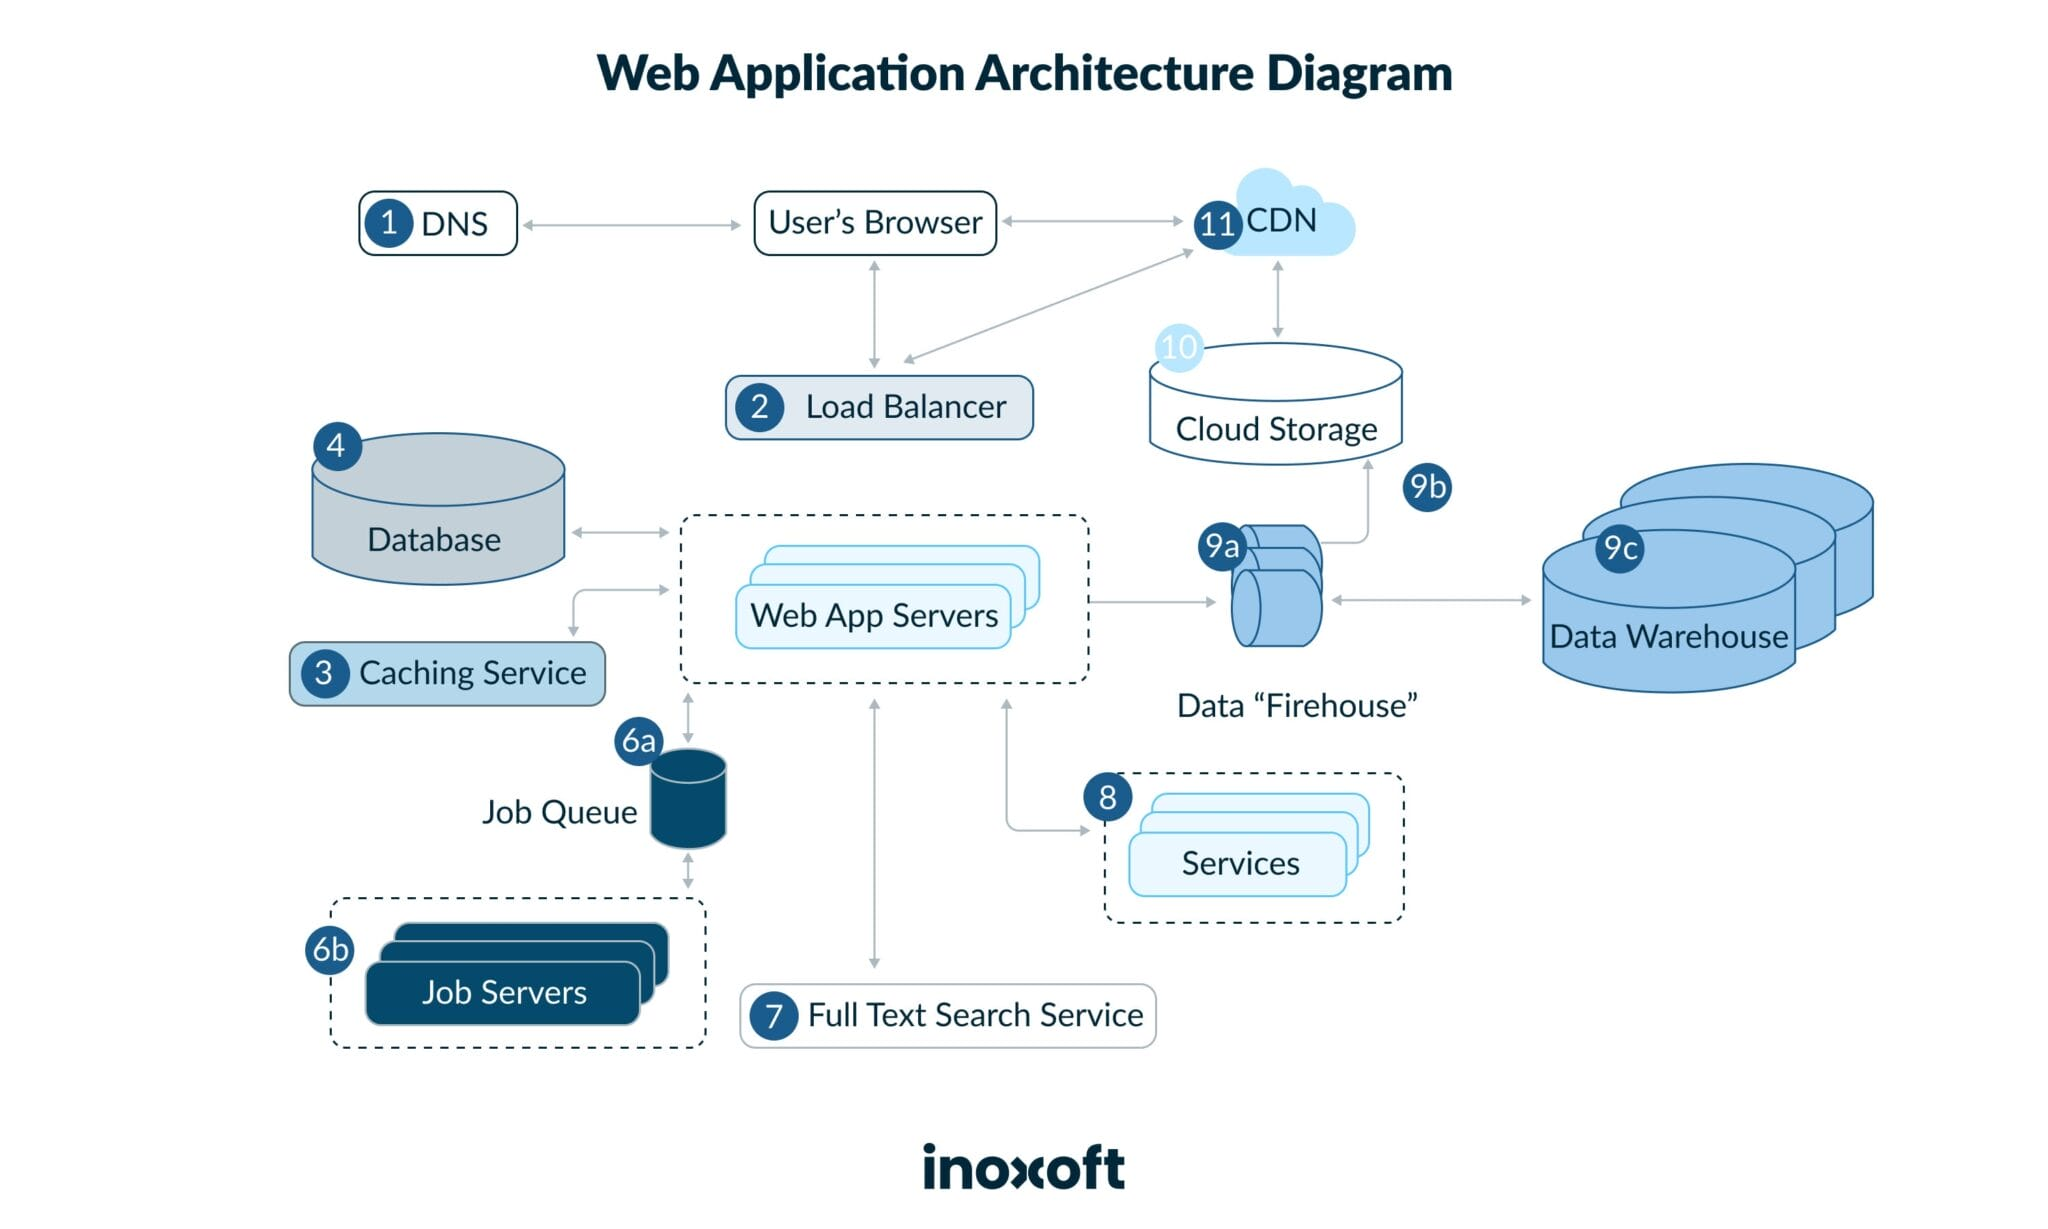 Web Application Architecture Diagram
1 DNS
User's Browser
11 CDN
10
Cloud Storage
2 Load Balancer
4
Database
9b
9a
9c
Data Warehouse
Web App Servers
3 Caching Service
Data “Firehouse”
6a
Job Queue
8
Services
6b
Job Servers
7 Full Text Search Service
inoxoft